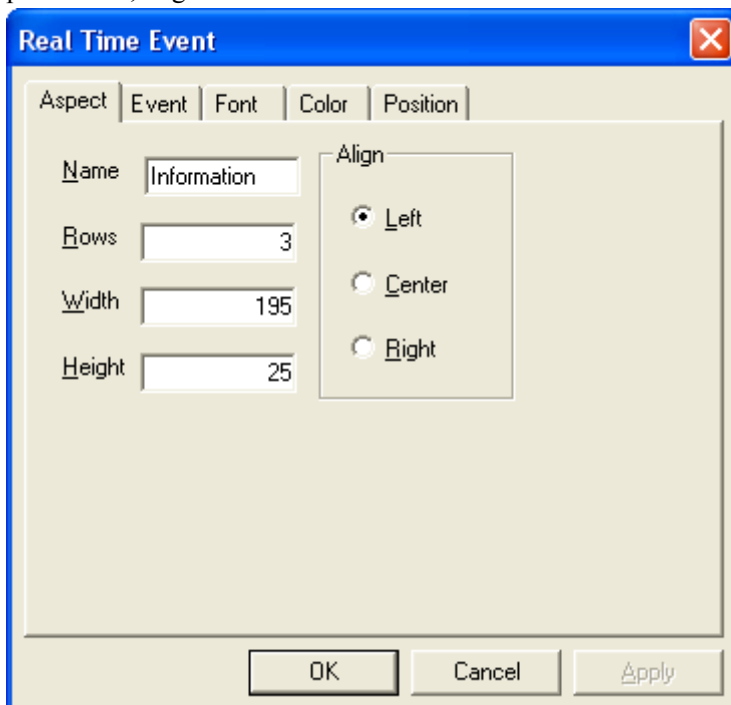 Real Time Event
Aspect Event Font Color Position
Name Information
Rows 3
Width 195
Height 25
Align
Left
Center
Right
OK Cancel Apply